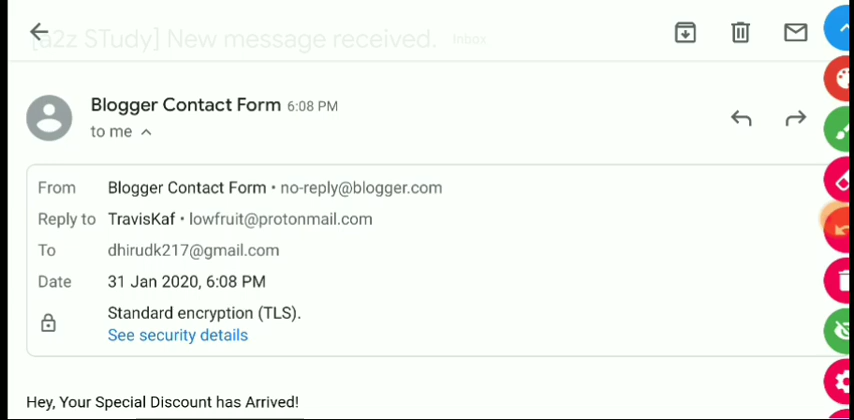 [a2z STudy] New message received. Inbox
Blogger Contact Form 6:08 PM
to me
From Blogger Contact Form • no-reply@blogger.com
Reply to TravisKaf • lowfruit@protonmail.com
To dhirudk217@gmail.com
Date 31 Jan 2020, 6:08 PM
Standard encryption (TLS).
See security details
Hey, Your Special Discount has Arrived!